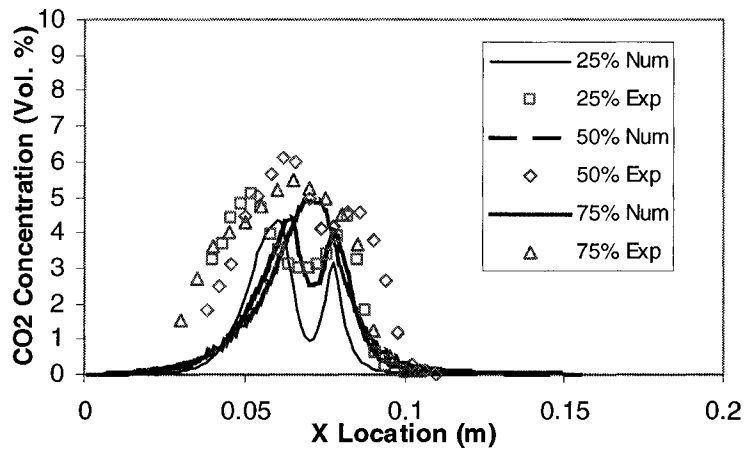 10
9
8
7
6
5
4
3
2
1
0
CO2 Concentration (Vol. %)
0 0.05 0.1 0.15 0.2
X Location (m)
25% Num
25% Exp
50% Num
50% Exp
75% Num
75% Exp